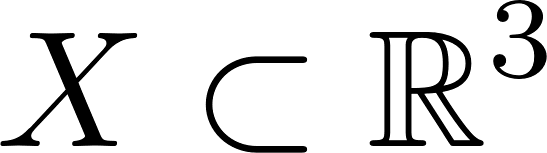 X ⊂ ℝ³